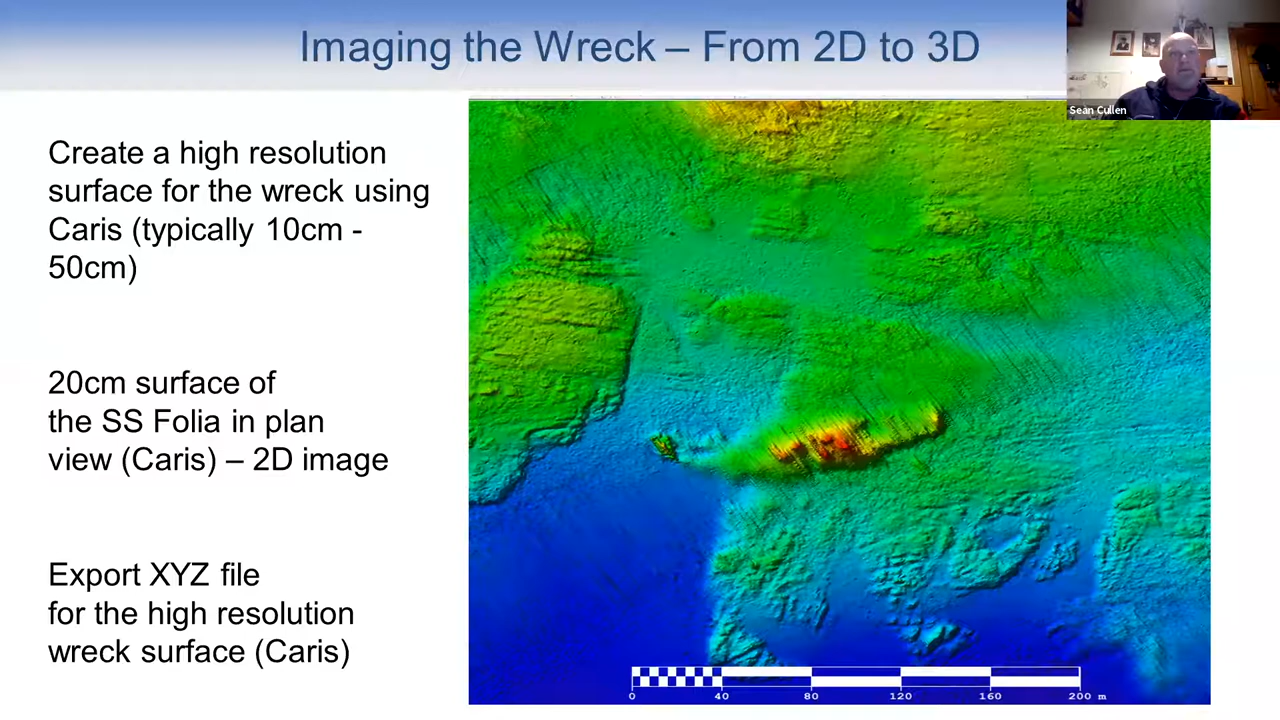 Imaging the Wreck – From 2D to 3D
Sean Cullen
Create a high resolution
surface for the wreck using
Caris (typically 10cm -
50cm)
20cm surface of
the SS Folia in plan
view (Caris) – 2D image
Export XYZ file
for the high resolution
wreck surface (Caris)
0 40 80 120 160 200 m